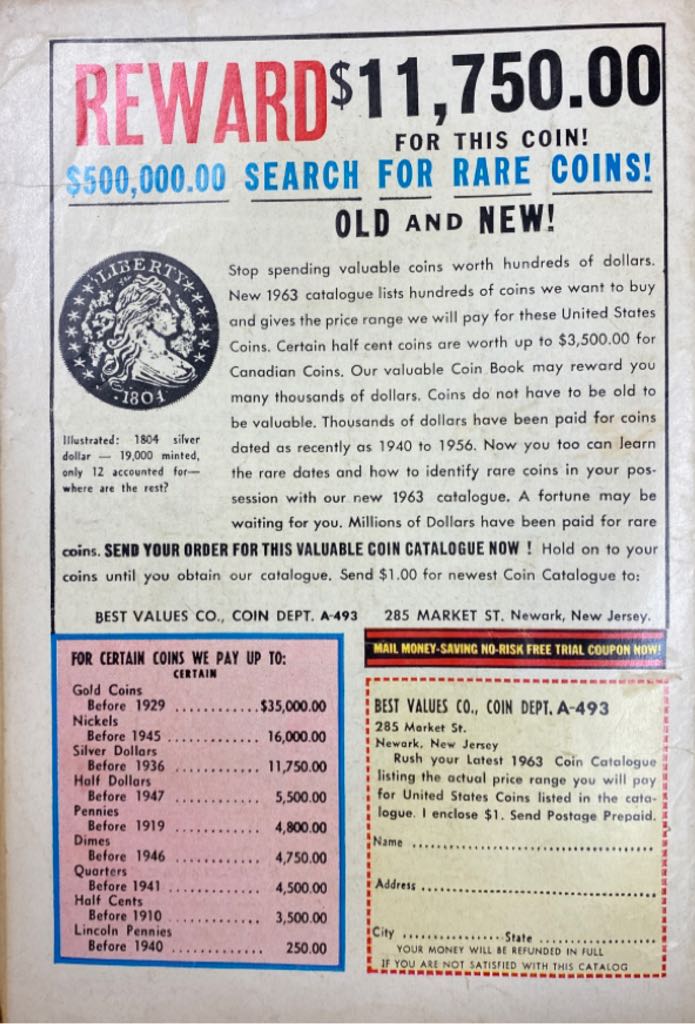 REWARD $11,750.00
FOR THIS COIN!
$500,000.00 SEARCH FOR RARE COINS!
OLD AND NEW!
LIBERTY
1804
Illustrated: 1804 silver
dollar — 19,000 minted,
only 12 accounted for—
where are the rest?
Stop spending valuable coins worth hundreds of dollars.
New 1963 catalogue lists hundreds of coins we want to buy
and gives the price range we will pay for these United States
Coins. Certain half cent coins are worth up to $3,500.00 for
Canadian Coins. Our valuable Coin Book may reward you
many thousands of dollars. Coins do not have to be old to
be valuable. Thousands of dollars have been paid for coins
dated as recently as 1940 to 1956. Now you too can learn
the rare dates and how to identify rare coins in your pos-
session with our new 1963 catalogue. A fortune may be
waiting for you. Millions of Dollars have been paid for rare
coins. SEND YOUR ORDER FOR THIS VALUABLE COIN CATALOGUE NOW ! Hold on to your
coins until you obtain our catalogue. Send $1.00 for newest Coin Catalogue to:
BEST VALUES CO., COIN DEPT. A-493 285 MARKET ST. Newark, New Jersey.
FOR CERTAIN COINS WE PAY UP TO:
CERTAIN
Gold Coins
Before 1929 ............$35,000.00
Nickels
Before 1945 ............. 16,000.00
Silver Dollars
Before 1936 ............. 11,750.00
Half Dollars
Before 1947 ............ 5,500.00
Pennies
Before 1919 ............ 4,800.00
Dimes
Before 1946 ............ 4,750.00
Quarters
Before 1941 ............ 4,500.00
Half Cents
Before 1910 ............ 3,500.00
Lincoln Pennies
Before 1940 ............. 250.00
MAIL MONEY-SAVING NO-RISK FREE TRIAL COUPON NOW!
BEST VALUES CO., COIN DEPT. A-493
285 Market St.
Newark, New Jersey
Rush your Latest 1963 Coin Catalogue
listing the actual price range you will pay
for United States Coins listed in the cata-
logue. I enclose $1. Send Postage Prepaid.
Name ........................................
Address .....................................
City .................State ..................
YOUR MONEY WILL BE REFUNDED IN FULL
IF YOU ARE NOT SATISFIED WITH THIS CATALOG